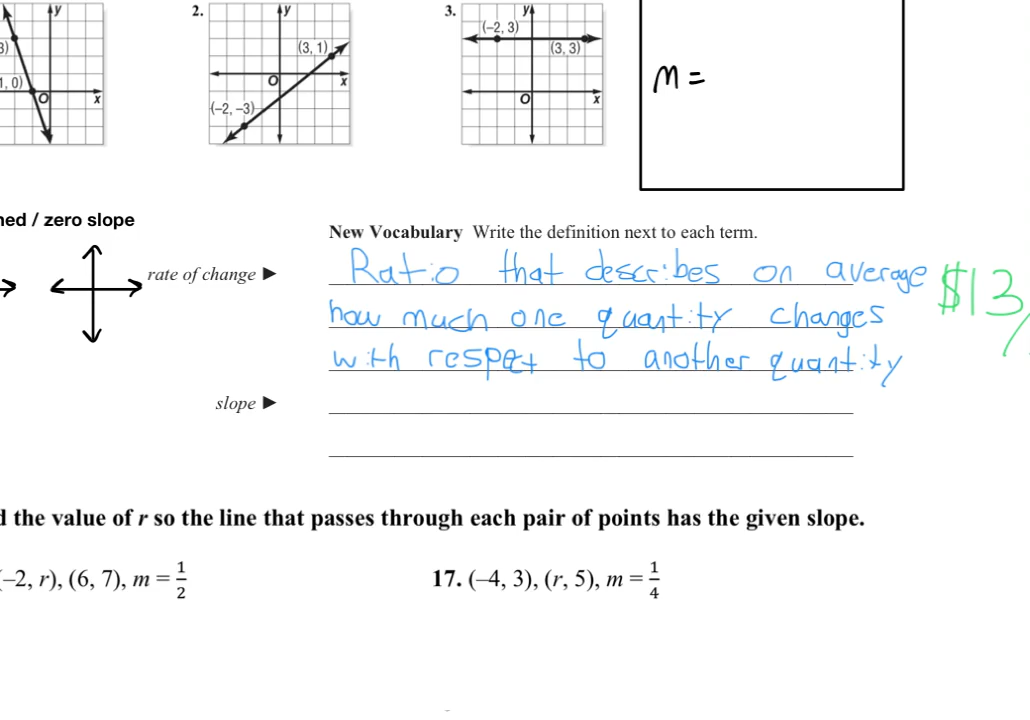 2.
3.
y
y
y
3)
(3, 1)
(-2, 3)
(3, 3)
1, 0)
O
x
O
x
O
x
(-2, -3)
m =
ned / zero slope
New Vocabulary Write the definition next to each term.
rate of change ▶
Ratio that describes on average
$13/
how much one quantity changes
with respect to another quantity
slope ▶
d the value of r so the line that passes through each pair of points has the given slope.
(–2, r), (6, 7), m = 1/2
17. (–4, 3), (r, 5), m = 1/4